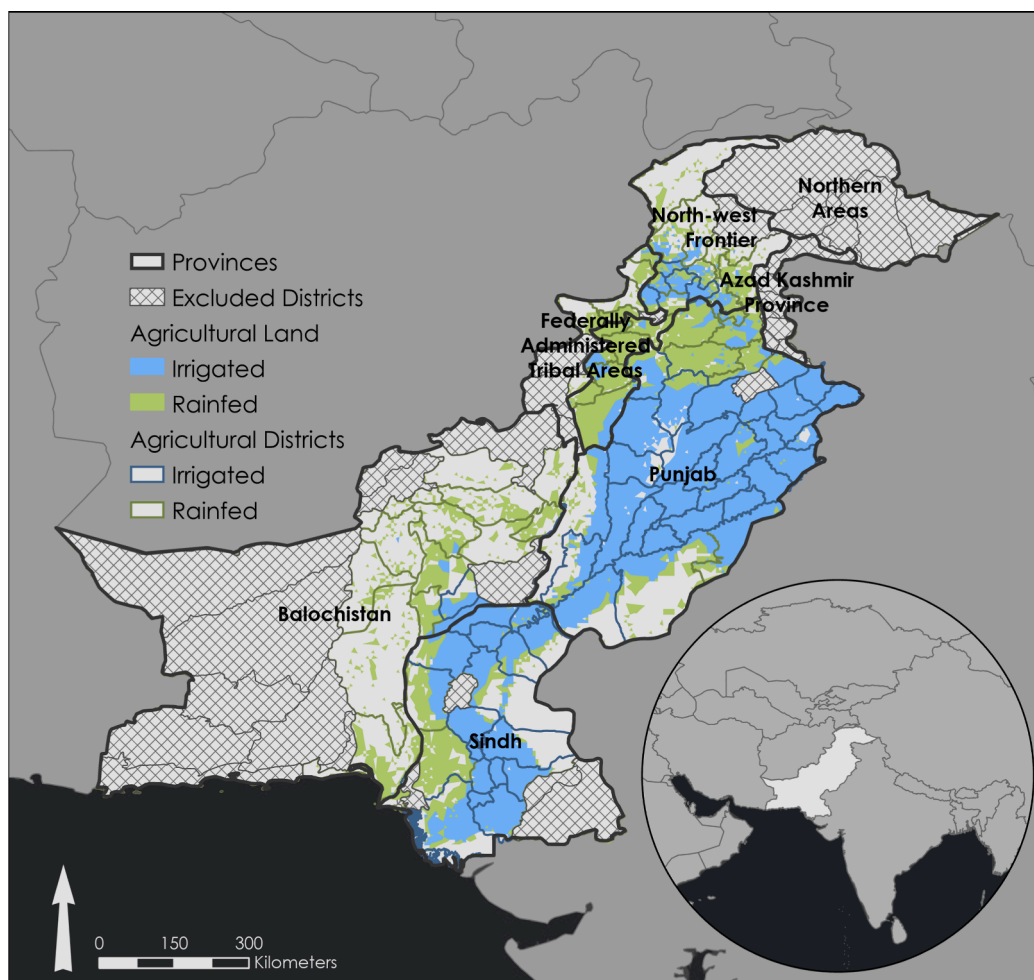 Northern
Areas
North-west
Frontier
Azad Kashmir
Province
Federally
Administered
Tribal Areas
Punjab
Balochistan
Sindh
Provinces
Excluded Districts
Agricultural Land
Irrigated
Rainfed
Agricultural Districts
Irrigated
Rainfed
0 150 300
Kilometers